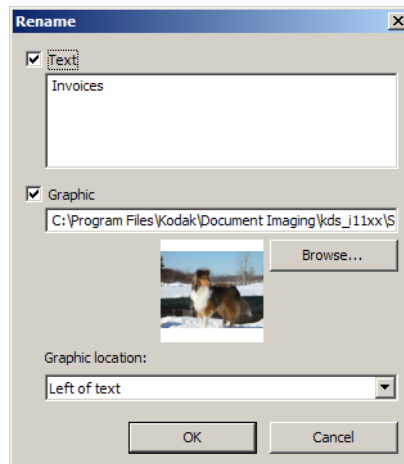 Rename
Text
Invoices
Graphic
C:\Program Files\Kodak\Document Imaging\kds_i11xx\S
Browse...
Graphic location:
Left of text
OK
Cancel